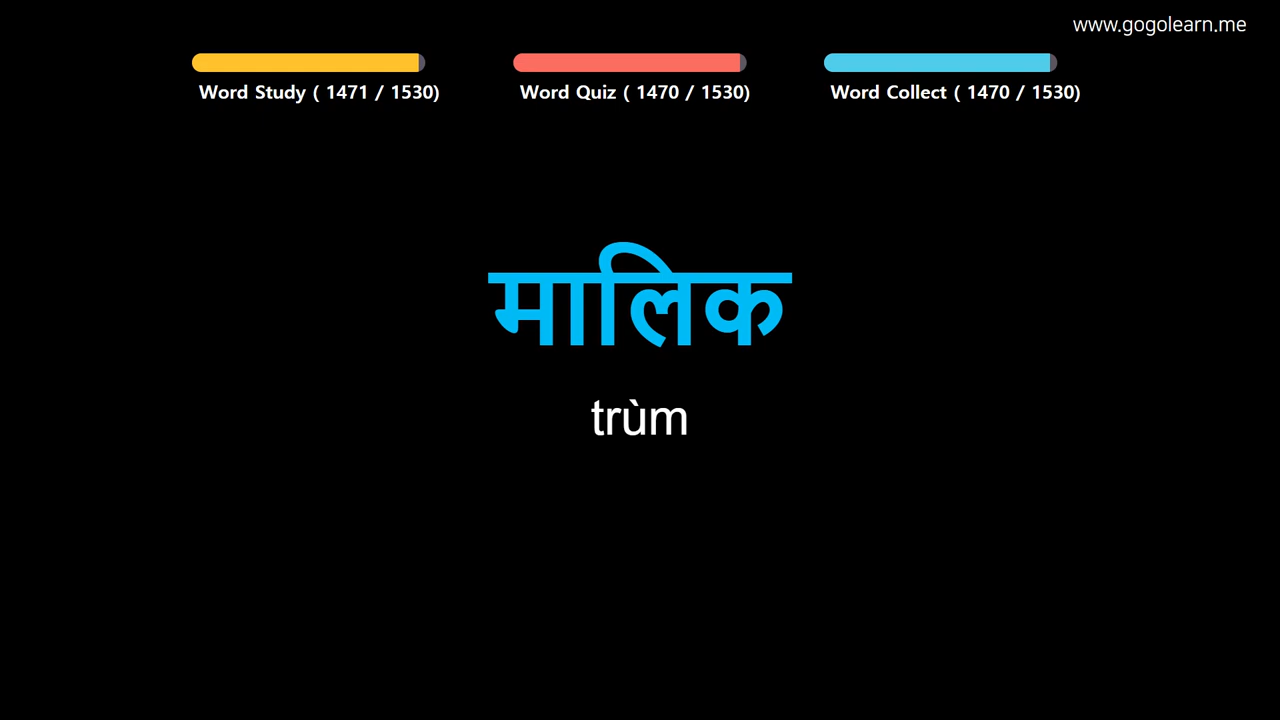 www.gogolearn.me
Word Study ( 1471 / 1530)
Word Quiz ( 1470 / 1530)
Word Collect ( 1470 / 1530)
मालिक
trùm